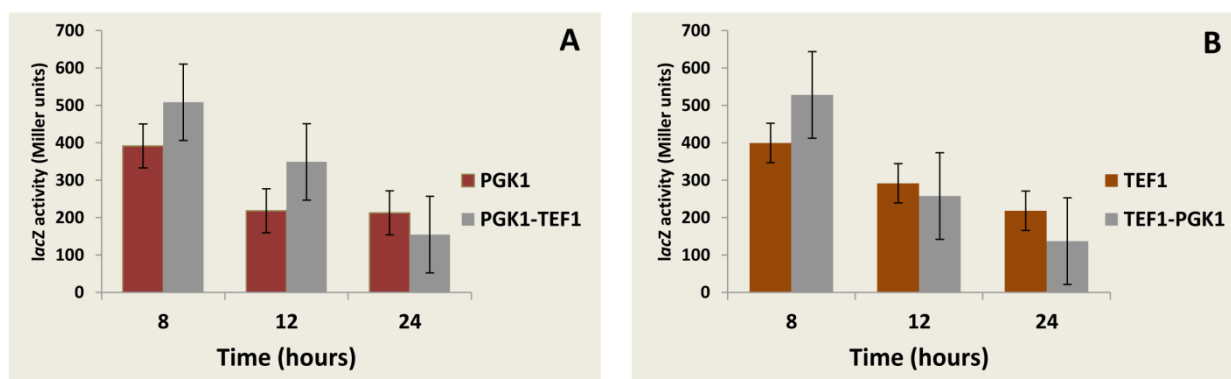 A
lacZ activity (Miller units)
700
600
500
400
300
200
100
0
8
12
24
Time (hours)
PGK1
PGK1-TEF1
B
lacZ activity (Miller units)
700
600
500
400
300
200
100
0
8
12
24
Time (hours)
TEF1
TEF1-PGK1